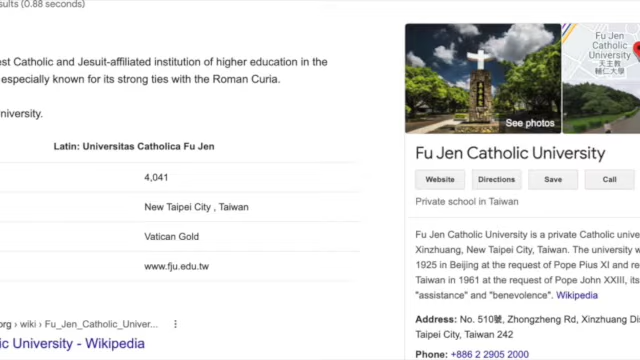 sults (0.88 seconds)
est Catholic and Jesuit-affiliated institution of higher education in the
especially known for its strong ties with the Roman Curia.
niversity.
Latin: Universitas Catholica Fu Jen
4,041
New Taipei City , Taiwan
Vatican Gold
www.fju.edu.tw
org › wiki › Fu_Jen_Catholic_Univer...
ic University - Wikipedia
Fu Jen
Catholic
University
天主教
輔仁大學
See photos
Fu Jen Catholic University
Website Directions Save Call
Private school in Taiwan
Fu Jen Catholic University is a private Catholic unive
Xinzhuang, New Taipei City, Taiwan. The university w
1925 in Beijing at the request of Pope Pius XI and re
Taiwan in 1961 at the request of Pope John XXIII, its
"assistance" and "benevolence". Wikipedia
Address: No. 510號, Zhongzheng Rd, Xinzhuang Dis
Taipei City, Taiwan 242
Phone: +886 2 2905 2000